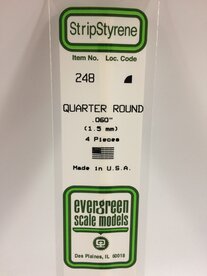 StripStyrene
Item No. Loc. Code
248
QUARTER ROUND
.060"
(1.5 mm)
4 Pieces
Made in U.S.A.
evergreen
scale models
Des Plaines, IL 60018